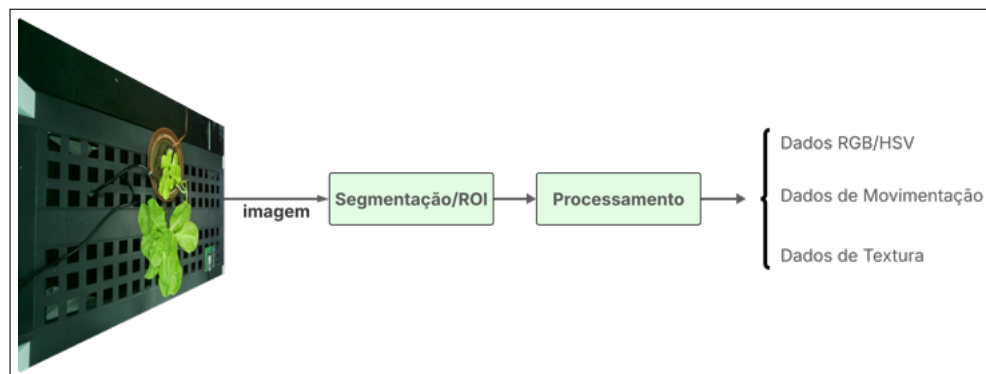 imagem
Segmentação/ROI
Processamento
Dados RGB/HSV
Dados de Movimentação
Dados de Textura